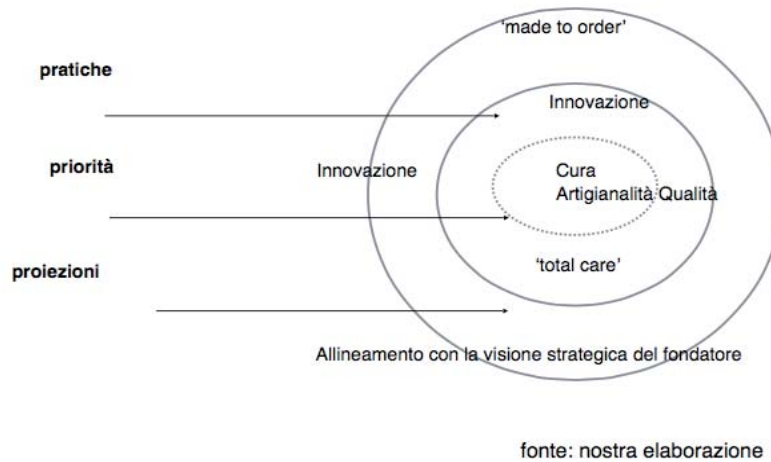 'made to order'
pratiche
Innovazione
priorità
Innovazione
Cura
Artigianalità Qualità
proiezioni
'total care'
Allineamento con la visione strategica del fondatore
fonte: nostra elaborazione